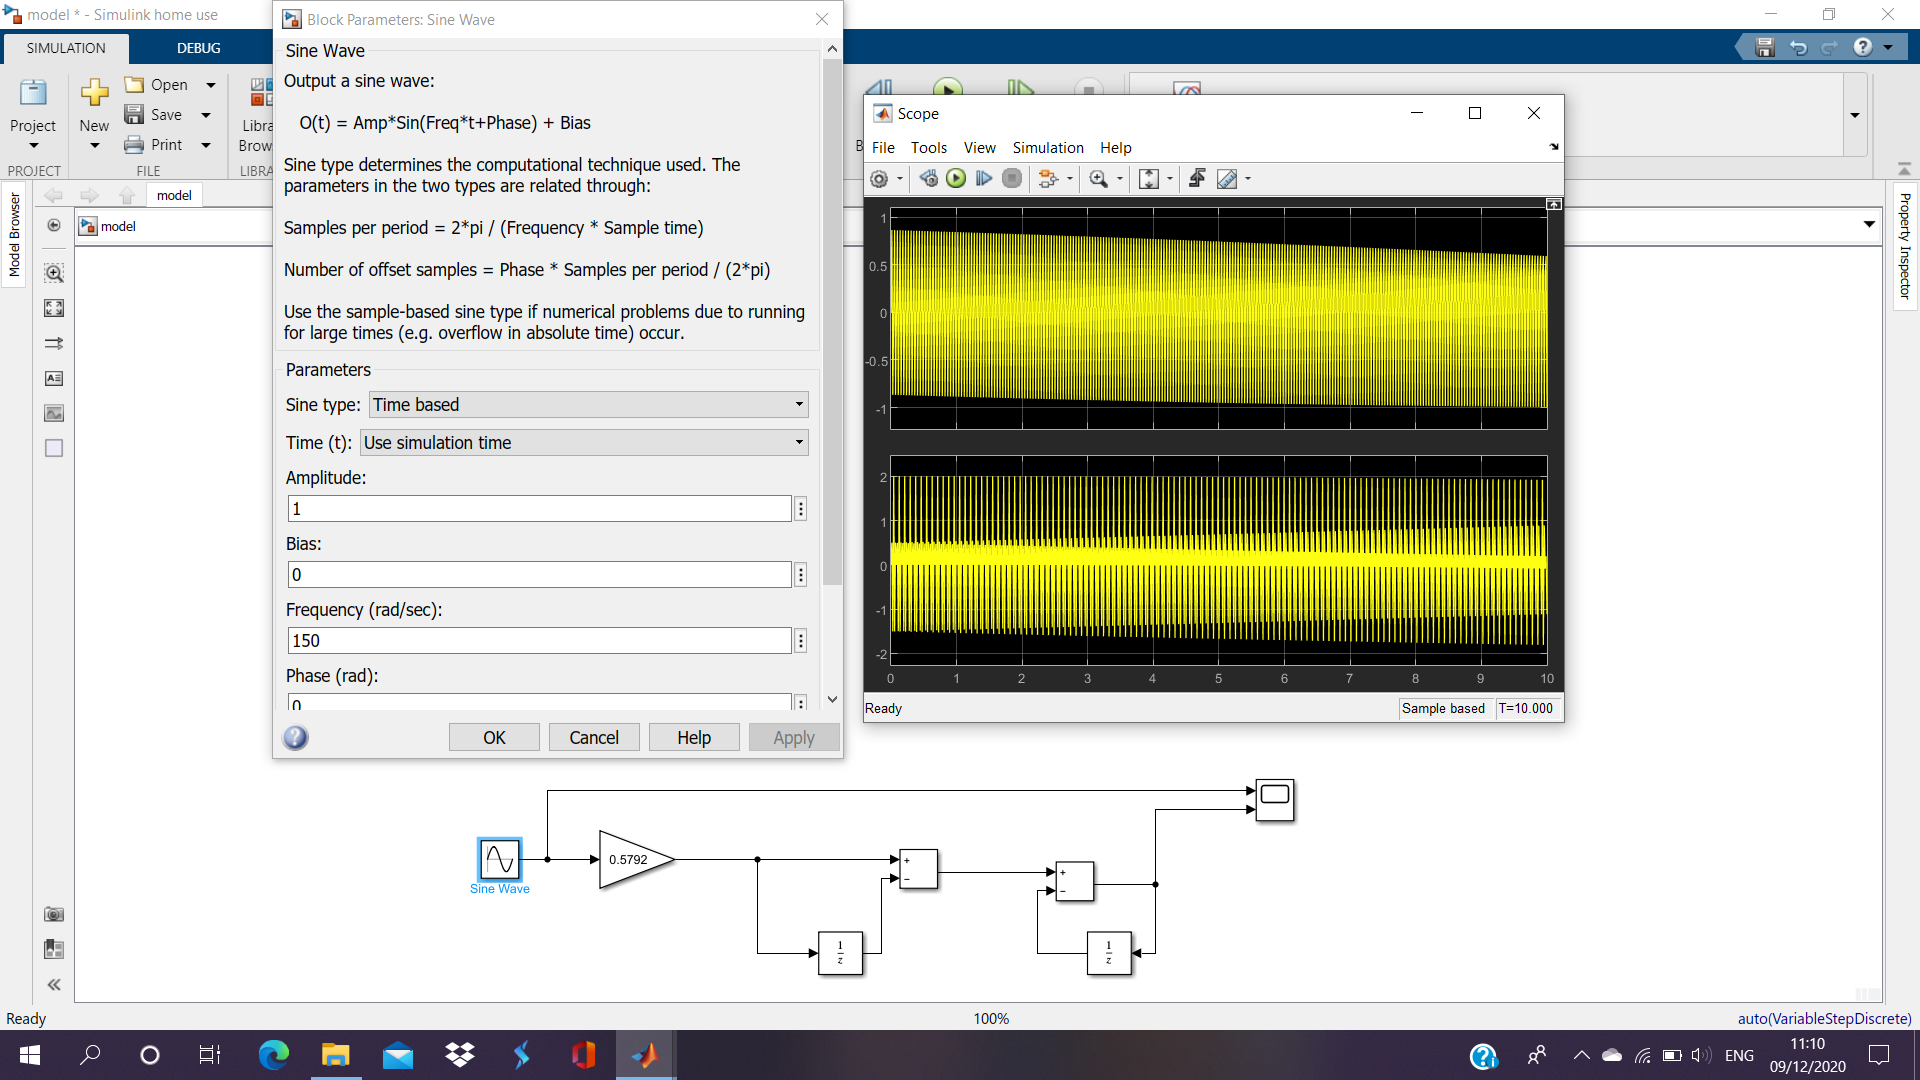 model * - Simulink home use
SIMULATION
DEBUG
Project
PROJECT
New
Open
Save
Print
FILE
Libra
Brow
LIBRA
model
model
Model Browser
Property Inspector
Block Parameters: Sine Wave
Sine Wave
Output a sine wave:
O(t) = Amp*Sin(Freq*t+Phase) + Bias
Sine type determines the computational technique used. The
parameters in the two types are related through:
Samples per period = 2*pi / (Frequency * Sample time)
Number of offset samples = Phase * Samples per period / (2*pi)
Use the sample-based sine type if numerical problems due to running
for large times (e.g. overflow in absolute time) occur.
Parameters
Sine type: Time based
Time (t): Use simulation time
Amplitude:
1
Bias:
0
Frequency (rad/sec):
150
Phase (rad):
0
OK
Cancel
Help
Apply
Scope
File Tools View Simulation Help
1
0.5
0
-0.5
-1
2
1
0
-1
-2
0 1 2 3 4 5 6 7 8 9 10
Ready
Sample based
T=10.000
Sine Wave
0.5792
+
−
1
z
+
−
1
z
Ready
100%
auto(VariableStepDiscrete)
ENG
11:10
09/12/2020